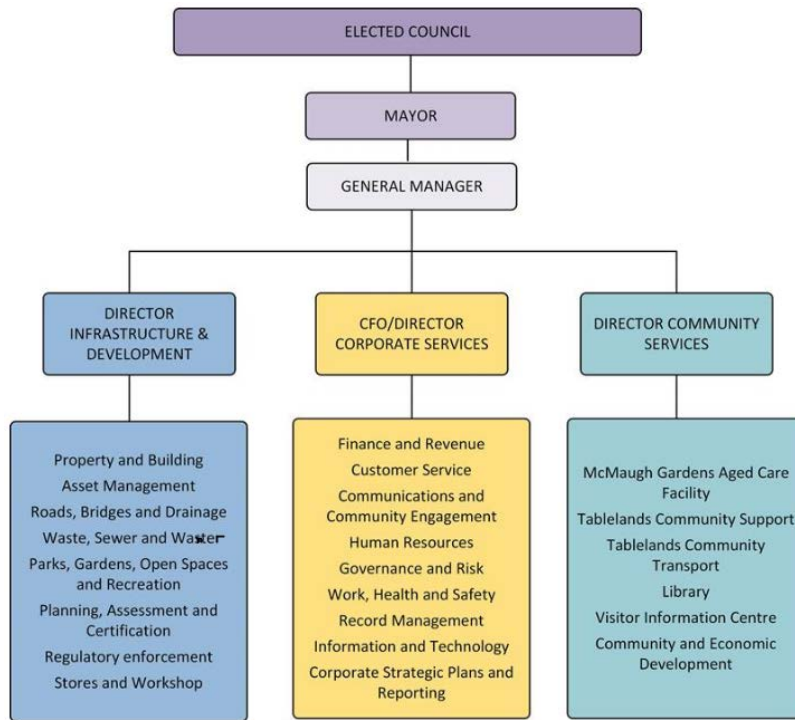 ELECTED COUNCIL
MAYOR
GENERAL MANAGER
DIRECTOR
INFRASTRUCTURE &
DEVELOPMENT
Property and Building
Asset Management
Roads, Bridges and Drainage
Waste, Sewer and
Parks, Gardens, Open Spaces
and Recreation
Planning, Assessment and
Certification
Regulatory enforcement
Stores and Workshop
CFO/DIRECTOR
CORPORATE SERVICES
Finance and Revenue
Customer Service
Communications and
Community Engagement
Human Resources
Governance and Risk
Work, Health and Safety
Record Management
Information and Technology
Corporate Strategic Plans and
Reporting
DIRECTOR COMMUNITY
SERVICES
McMaugh Gardens Aged Care
Facility
Tablelands Community Support
Tablelands Community
Transport
Library
Visitor Information Centre
Community and Economic
Development